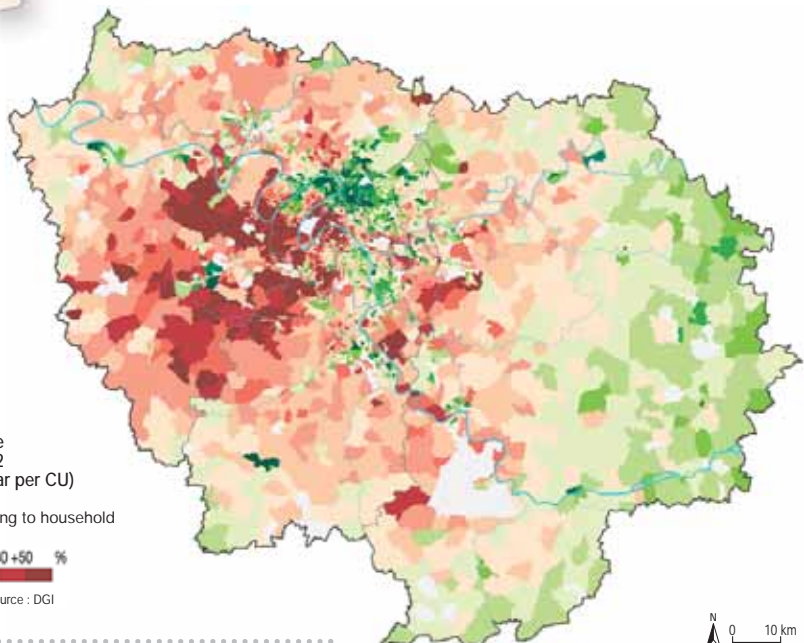 e
2
ar per CU)
ng to household
0 +50 %
urce : DGI
N
0 10 km